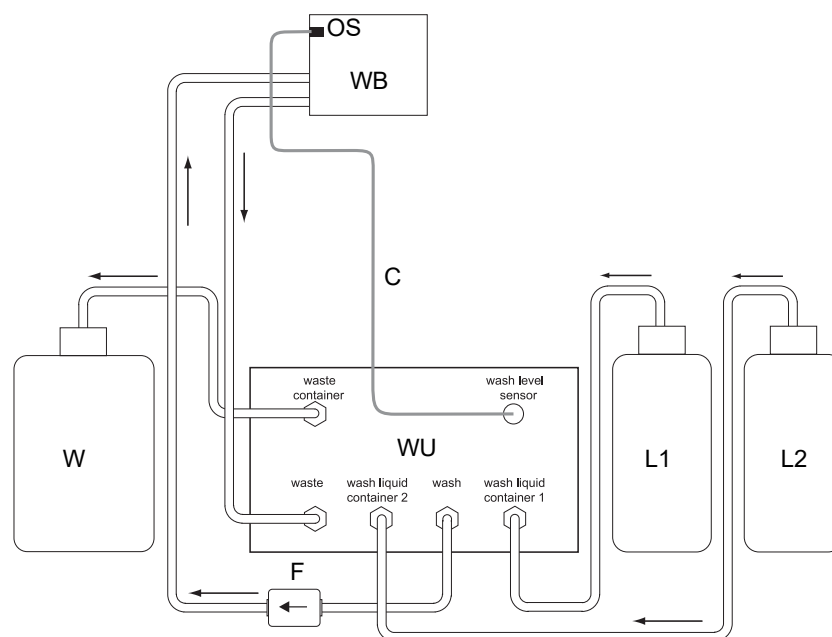 OS
WB
C
waste
container
wash level
sensor
W
WU
L1
L2
waste
wash liquid
container 2
wash
wash liquid
container 1
F